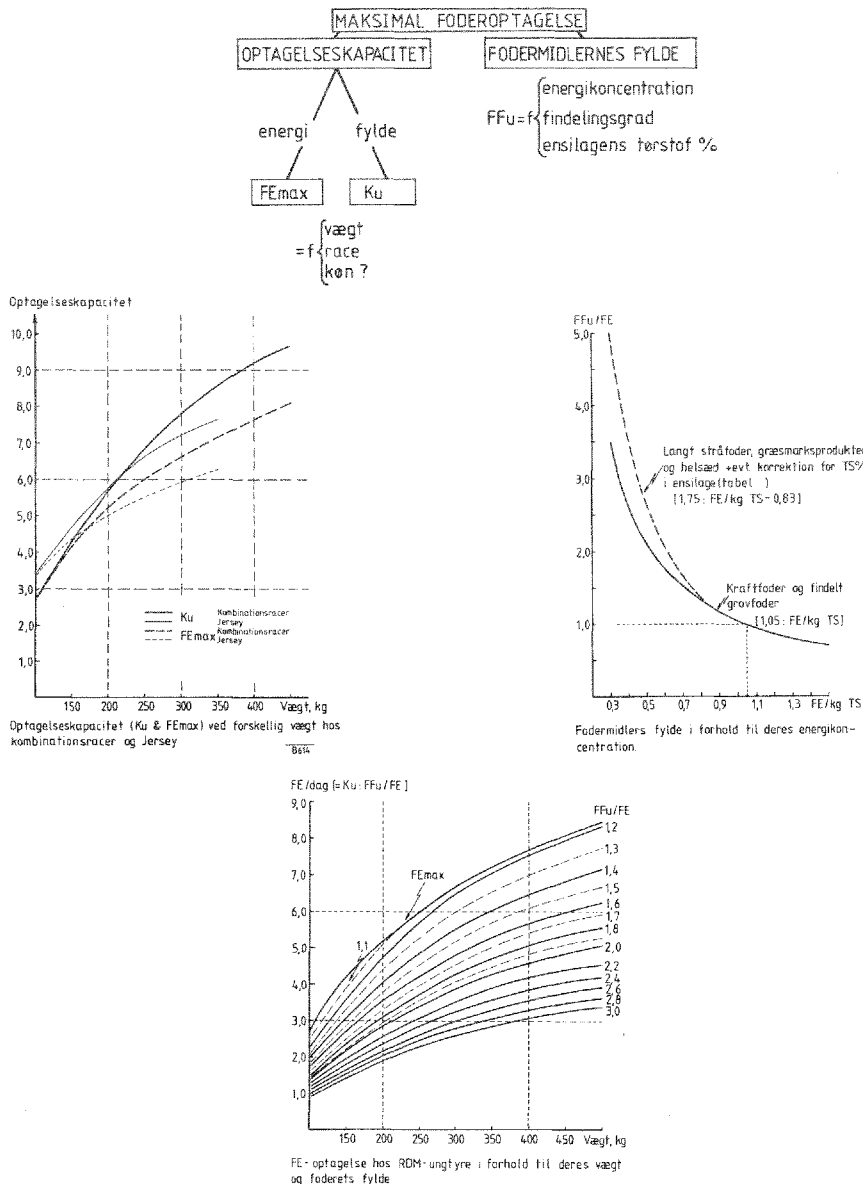 MAKSIMAL FODEROPTAGELSE
OPTAGELSESKAPACITET
FODERMIDLERNES FYLDE
energi fylde
FEmax
Ku
=f
vægt
race
køn ?
FFu=f
energikoncentration
findelingsgrad
ensilagens tørstof %
Optagelseskapacitet
10,0
9,0
8,0
7,0
6,0
5,0
4,0
3,0
2,0
1,0
Ku Kombinationsracer
Jersey
FEmax Kombinationsracer
Jersey
150 200 250 300 350 400 Vægt, kg
Optagelseskapacitet (Ku & FEmax) ved forskellig vægt hos
kombinationsracer og Jersey
8614
FFu/FE
5,0
4,0
3,0
2,0
1,0
Langt stråfoder, græsmarksprodukter
og helsæd +evt. korrektion for TS%
i ensilage(tabel )
[1,75: FE/kg TS-0,83]
Kraftfoder og findelt
grovfoder
[1,05: FE/kg TS]
0,3 0,5 0,7 0,9 1,1 1,3 FE/kg TS
Fodermidlers fylde i forhold til deres energikon-
centration.
FE/dag (=Ku: FFu/FE)
9,0
8,0
7,0
6,0
5,0
4,0
3,0
2,0
1,0
FEmax
1,1
FFu/FE
1,2
1,3
1,4
1,5
1,6
1,7
1,8
2,0
2,2
2,4
2,6
2,8
3,0
150 200 250 300 350 400 450 Vægt, kg
FE-optagelse hos RDM-ungtyre i forhold til deres vægt
og foderets fylde